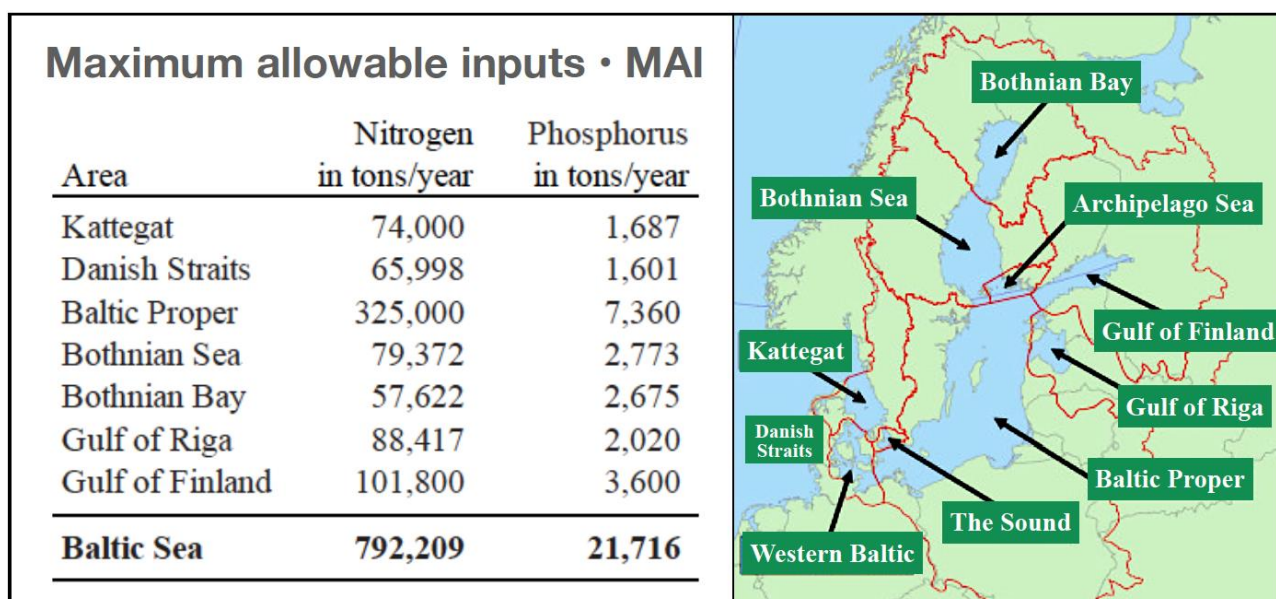 Maximum allowable inputs · MAI
Nitrogen Phosphorus
Area in tons/year in tons/year
Kattegat 74,000 1,687
Danish Straits 65,998 1,601
Baltic Proper 325,000 7,360
Bothnian Sea 79,372 2,773
Bothnian Bay 57,622 2,675
Gulf of Riga 88,417 2,020
Gulf of Finland 101,800 3,600
Baltic Sea 792,209 21,716
Bothnian Bay
Bothnian Sea
Archipelago Sea
Gulf of Finland
Kattegat
Gulf of Riga
Danish
Straits
Baltic Proper
The Sound
Western Baltic